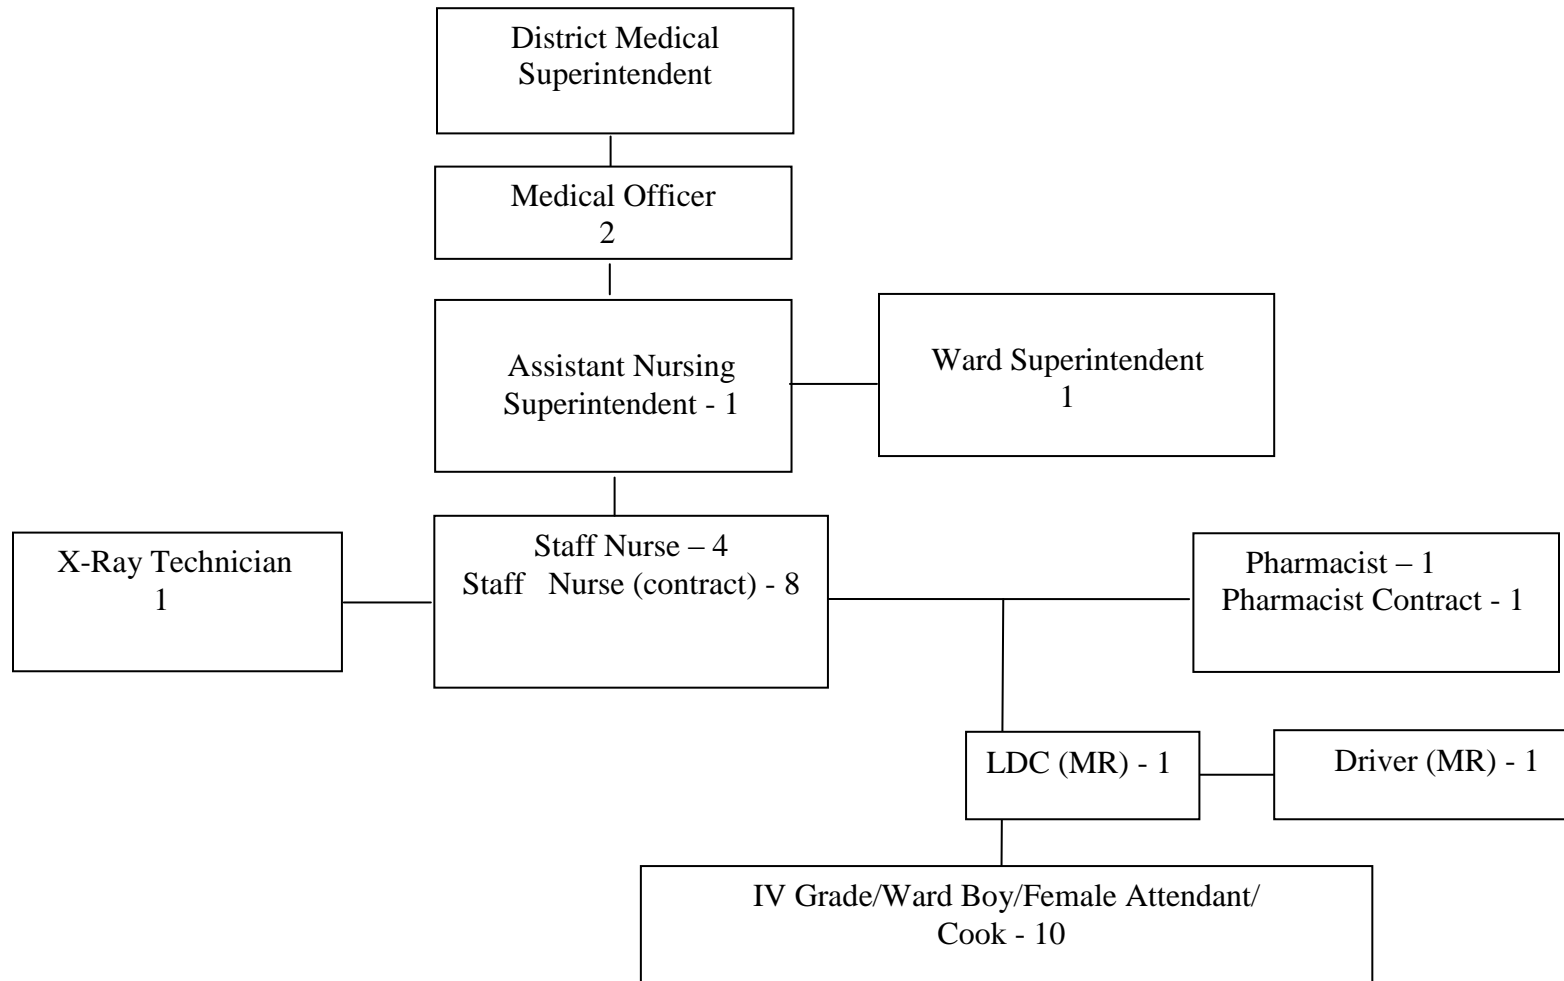 District Medical
Superintendent
Medical Officer
2
Assistant Nursing
Superintendent - 1
Ward Superintendent
1
X-Ray Technician
1
Staff Nurse – 4
Staff Nurse (contract) - 8
Pharmacist – 1
Pharmacist Contract - 1
LDC (MR) - 1
Driver (MR) - 1
IV Grade/Ward Boy/Female Attendant/
Cook - 10